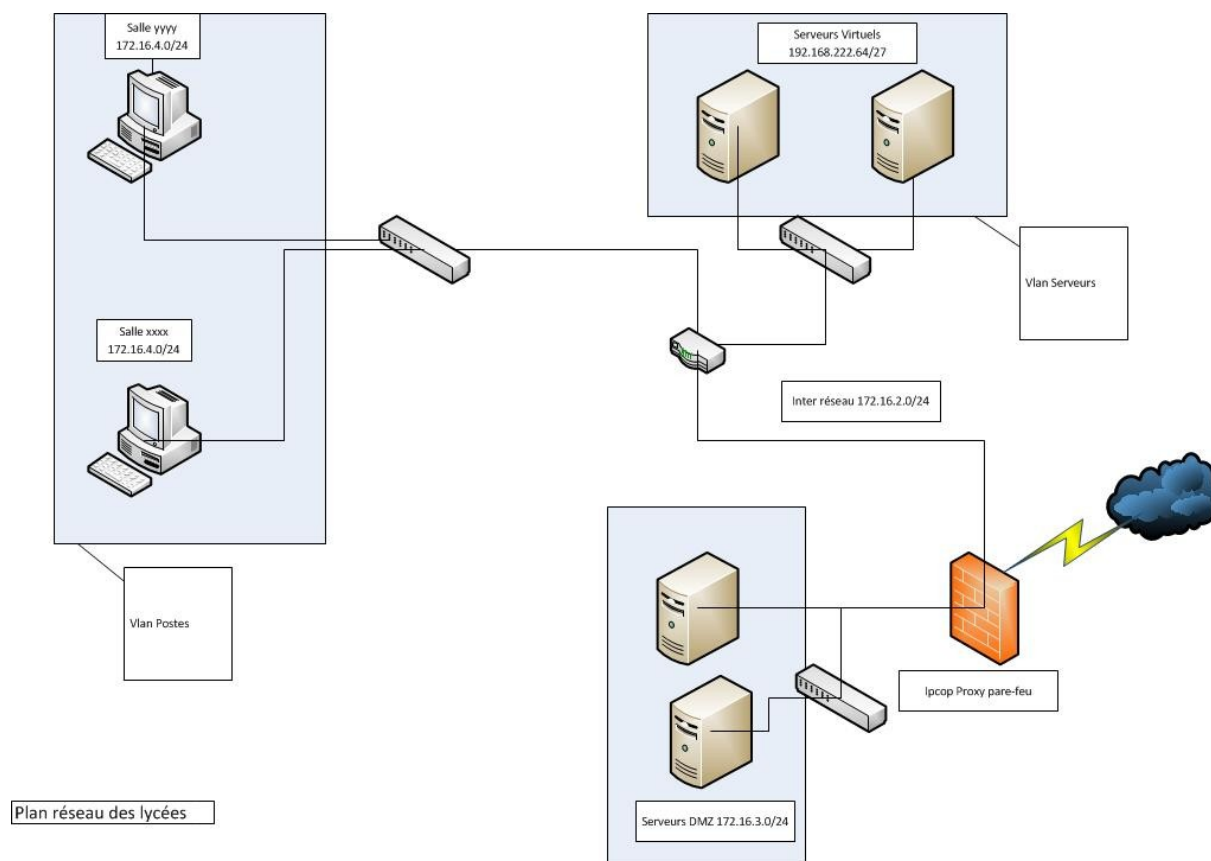 Salle yyyy
172.16.4.0/24
Serveurs Virtuels
192.168.222.64/27
Vlan Serveurs
Salle xxxx
172.16.4.0/24
Inter réseau 172.16.2.0/24
Vlan Postes
Ipcop Proxy pare-feu
Plan réseau des lycées
Serveurs DMZ 172.16.3.0/24